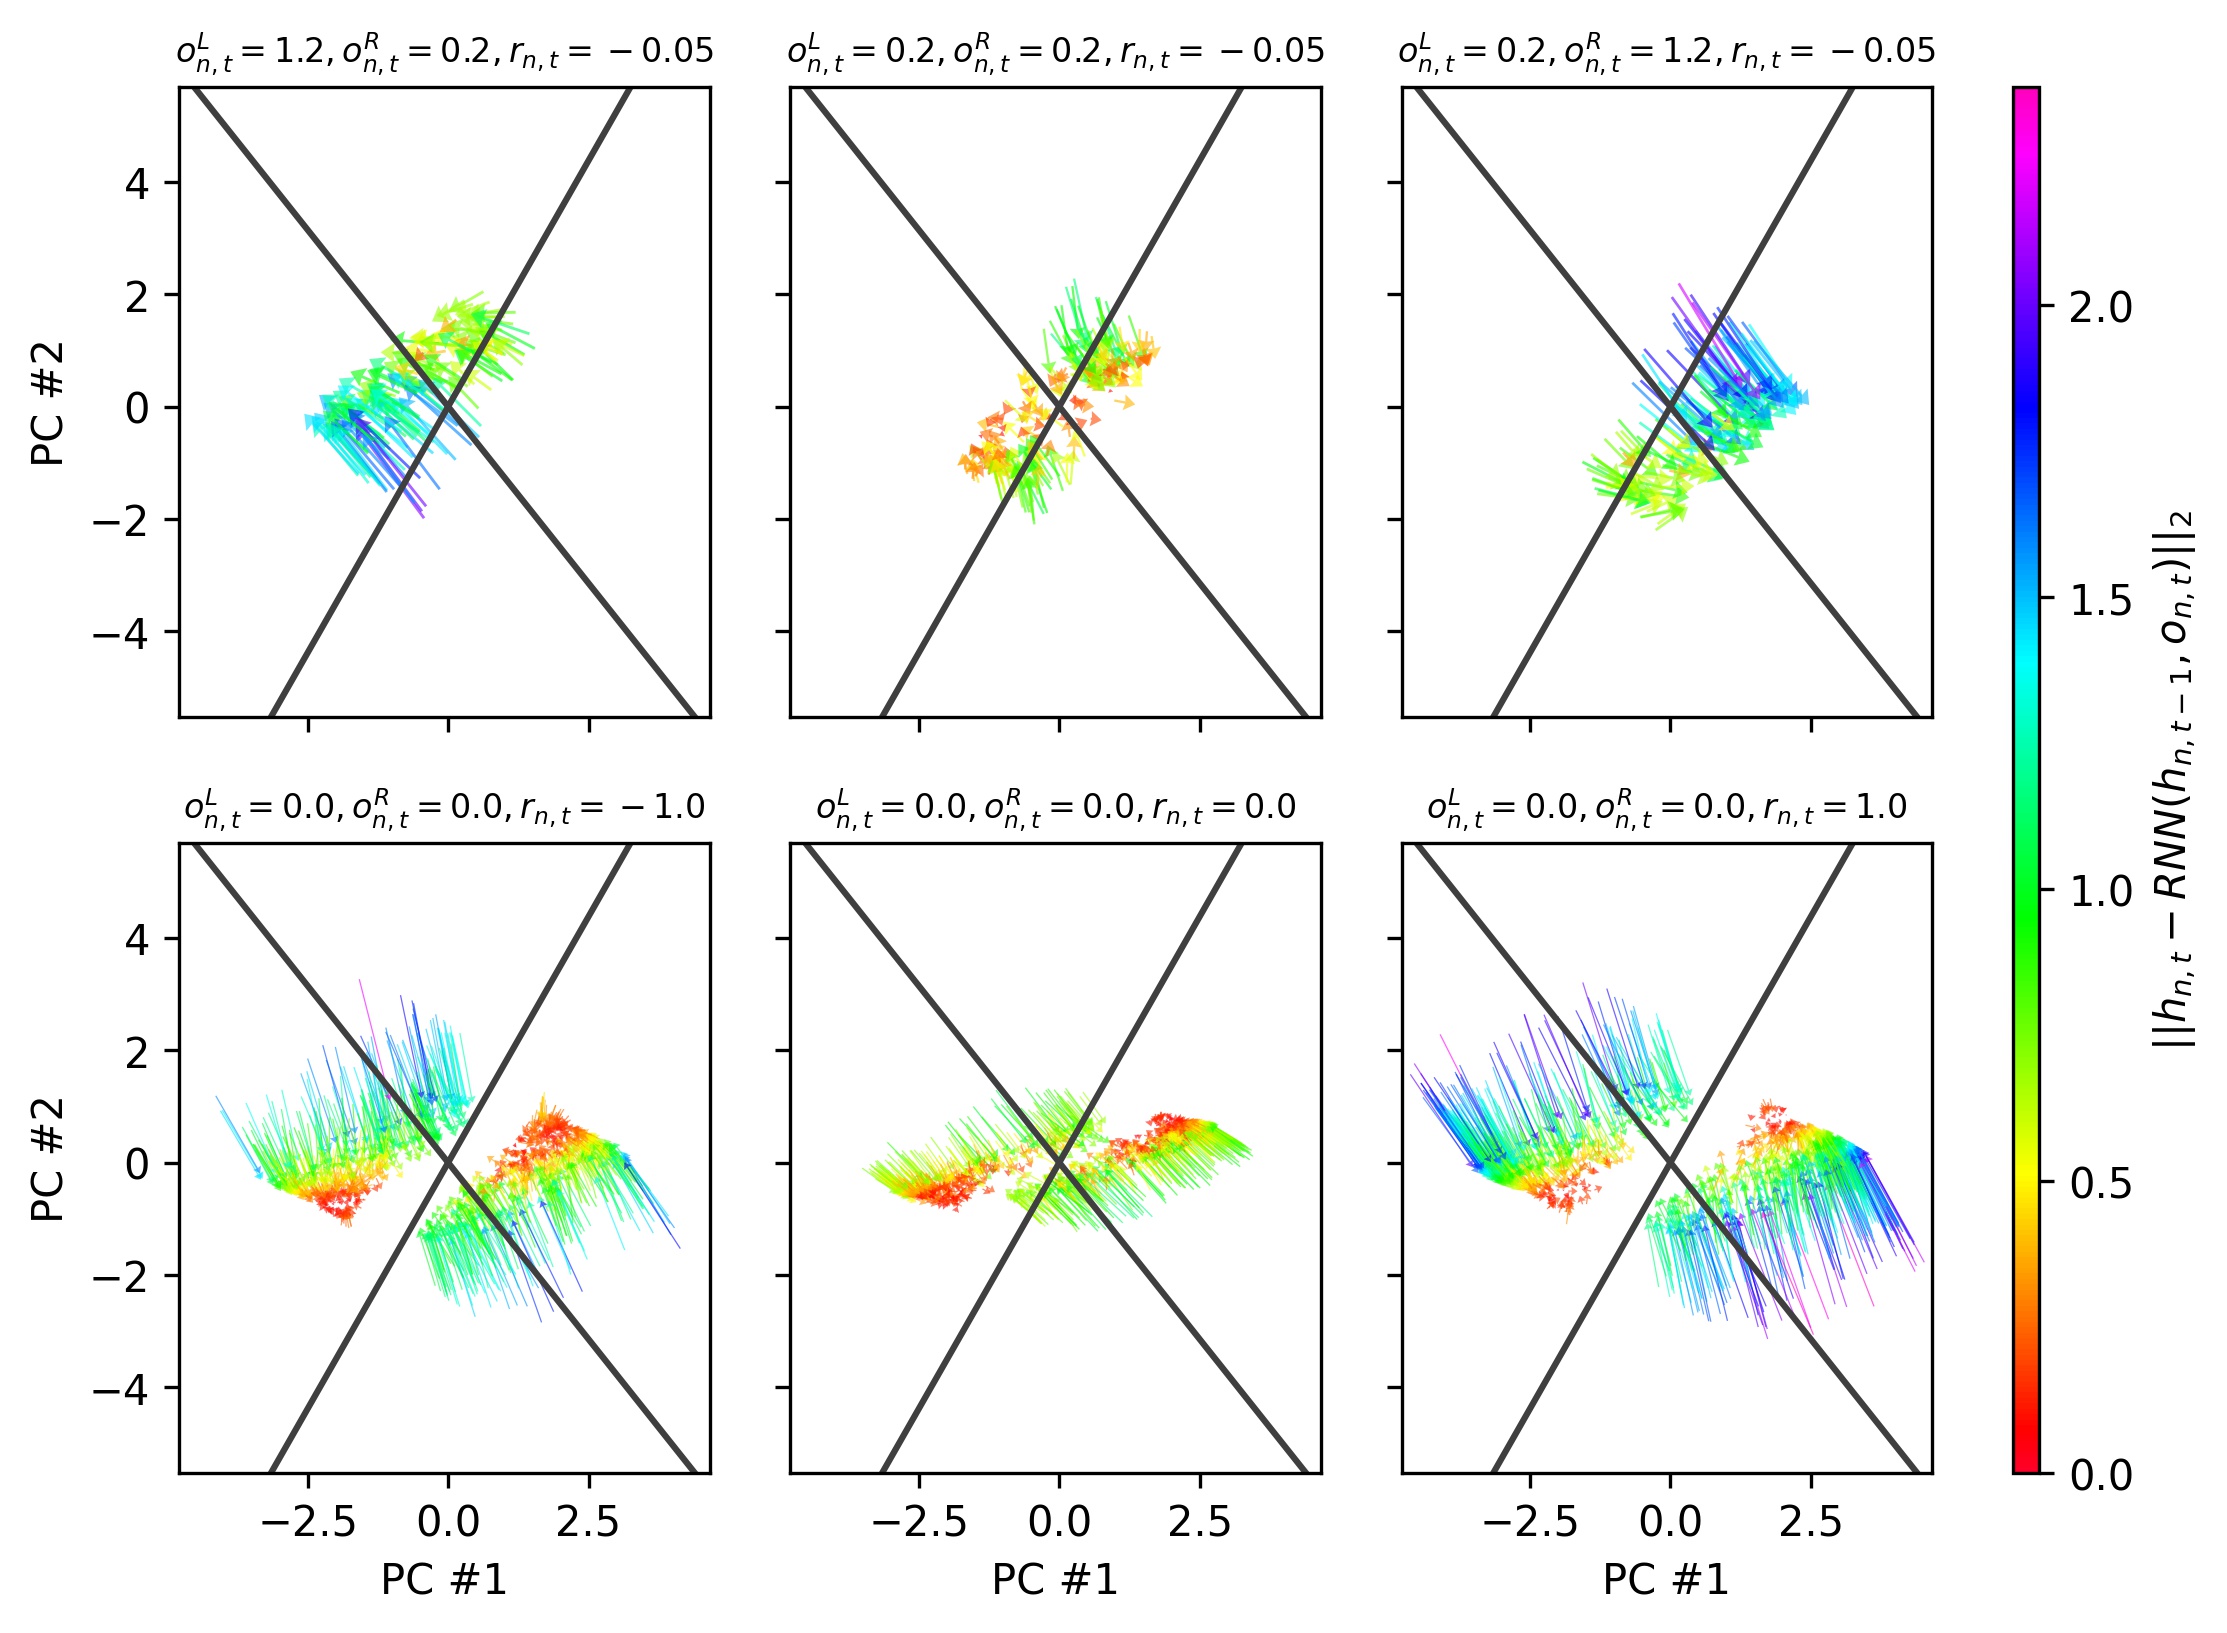 o^L_{n,t} = 1.2, o^R_{n,t} = 0.2, r_{n,t} = −0.05
o^L_{n,t} = 0.2, o^R_{n,t} = 0.2, r_{n,t} = −0.05
o^L_{n,t} = 0.2, o^R_{n,t} = 1.2, r_{n,t} = −0.05
PC #2
4
2
0
−2
−4
o^L_{n,t} = 0.0, o^R_{n,t} = 0.0, r_{n,t} = −1.0
o^L_{n,t} = 0.0, o^R_{n,t} = 0.0, r_{n,t} = 0.0
o^L_{n,t} = 0.0, o^R_{n,t} = 0.0, r_{n,t} = 1.0
PC #2
4
2
0
−2
−4
−2.5 0.0 2.5
−2.5 0.0 2.5
−2.5 0.0 2.5
PC #1
PC #1
PC #1
2.0
1.5
1.0
0.5
0.0
||h_{n,t} − RNN(h_{n,t−1}, o_{n,t})||_2